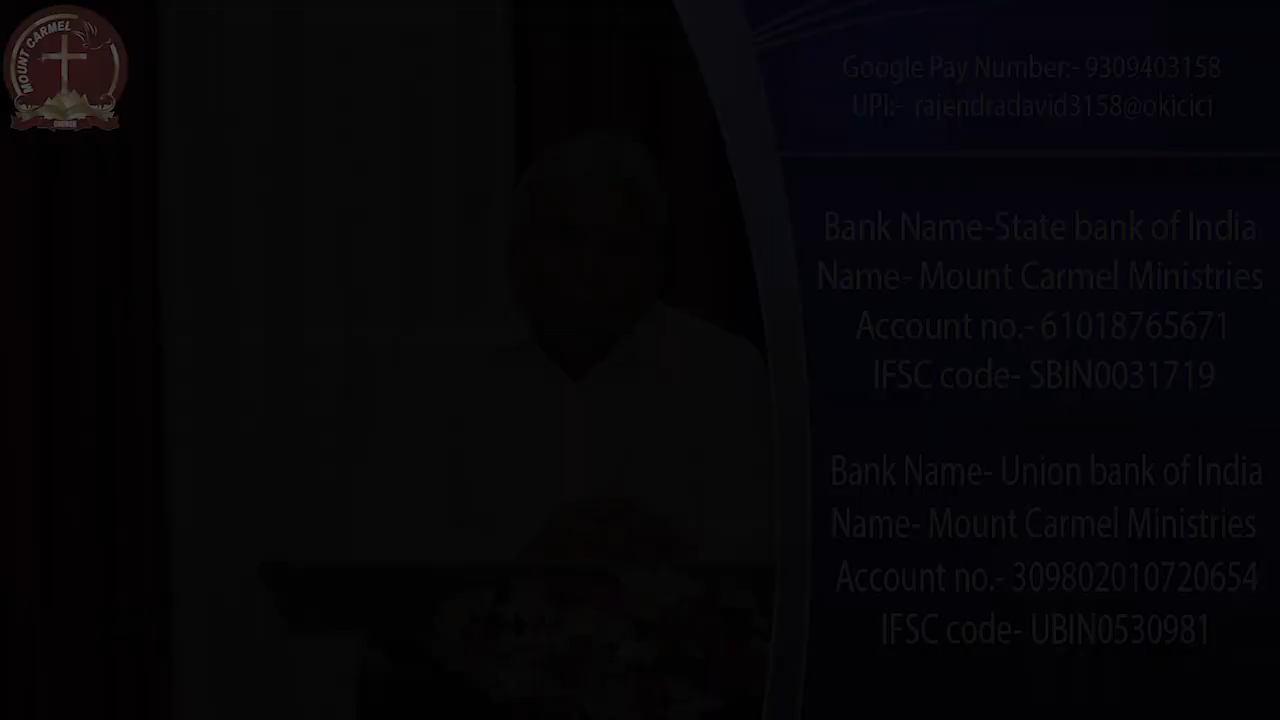 MOUNT CARMEL
CHURCH
Google Pay Number:- 9309403158
UPI:- rajendradavid3158@okicici
Bank Name-State bank of India
Name- Mount Carmel Ministries
Account no.- 61018765671
IFSC code- SBIN0031719
Bank Name- Union bank of India
Name- Mount Carmel Ministries
Account no.- 309802010720654
IFSC code- UBIN0530981